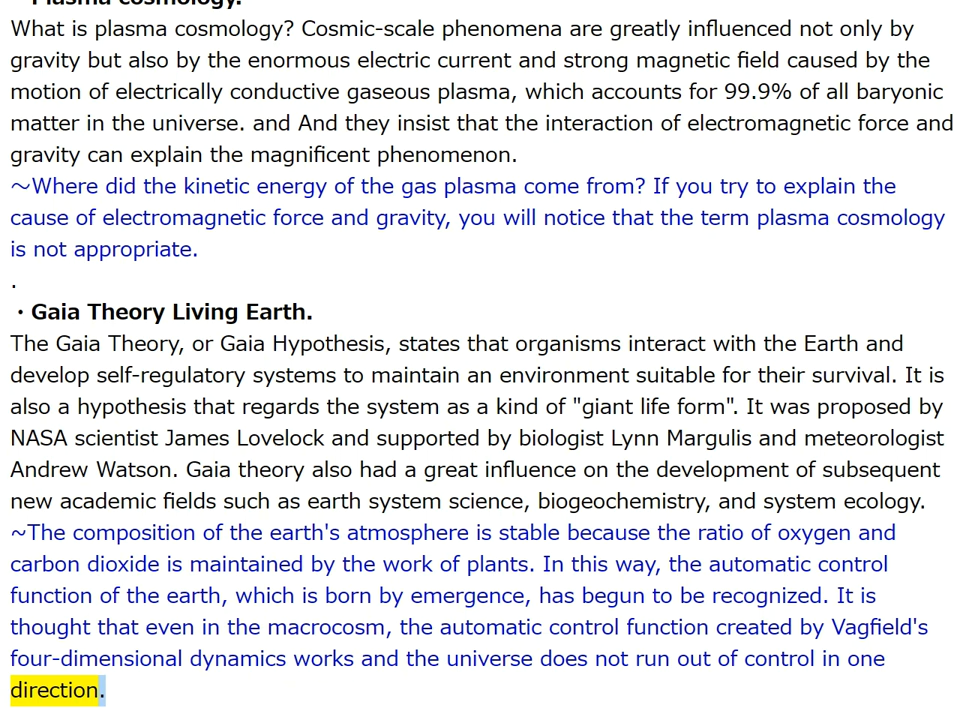 Plasma cosmology.
What is plasma cosmology? Cosmic-scale phenomena are greatly influenced not only by
gravity but also by the enormous electric current and strong magnetic field caused by the
motion of electrically conductive gaseous plasma, which accounts for 99.9% of all baryonic
matter in the universe. and And they insist that the interaction of electromagnetic force and
gravity can explain the magnificent phenomenon.
～Where did the kinetic energy of the gas plasma come from? If you try to explain the
cause of electromagnetic force and gravity, you will notice that the term plasma cosmology
is not appropriate.
.
・Gaia Theory Living Earth.
The Gaia Theory, or Gaia Hypothesis, states that organisms interact with the Earth and
develop self-regulatory systems to maintain an environment suitable for their survival. It is
also a hypothesis that regards the system as a kind of "giant life form". It was proposed by
NASA scientist James Lovelock and supported by biologist Lynn Margulis and meteorologist
Andrew Watson. Gaia theory also had a great influence on the development of subsequent
new academic fields such as earth system science, biogeochemistry, and system ecology.
~The composition of the earth's atmosphere is stable because the ratio of oxygen and
carbon dioxide is maintained by the work of plants. In this way, the automatic control
function of the earth, which is born by emergence, has begun to be recognized. It is
thought that even in the macrocosm, the automatic control function created by Vagfield's
four-dimensional dynamics works and the universe does not run out of control in one
direction.